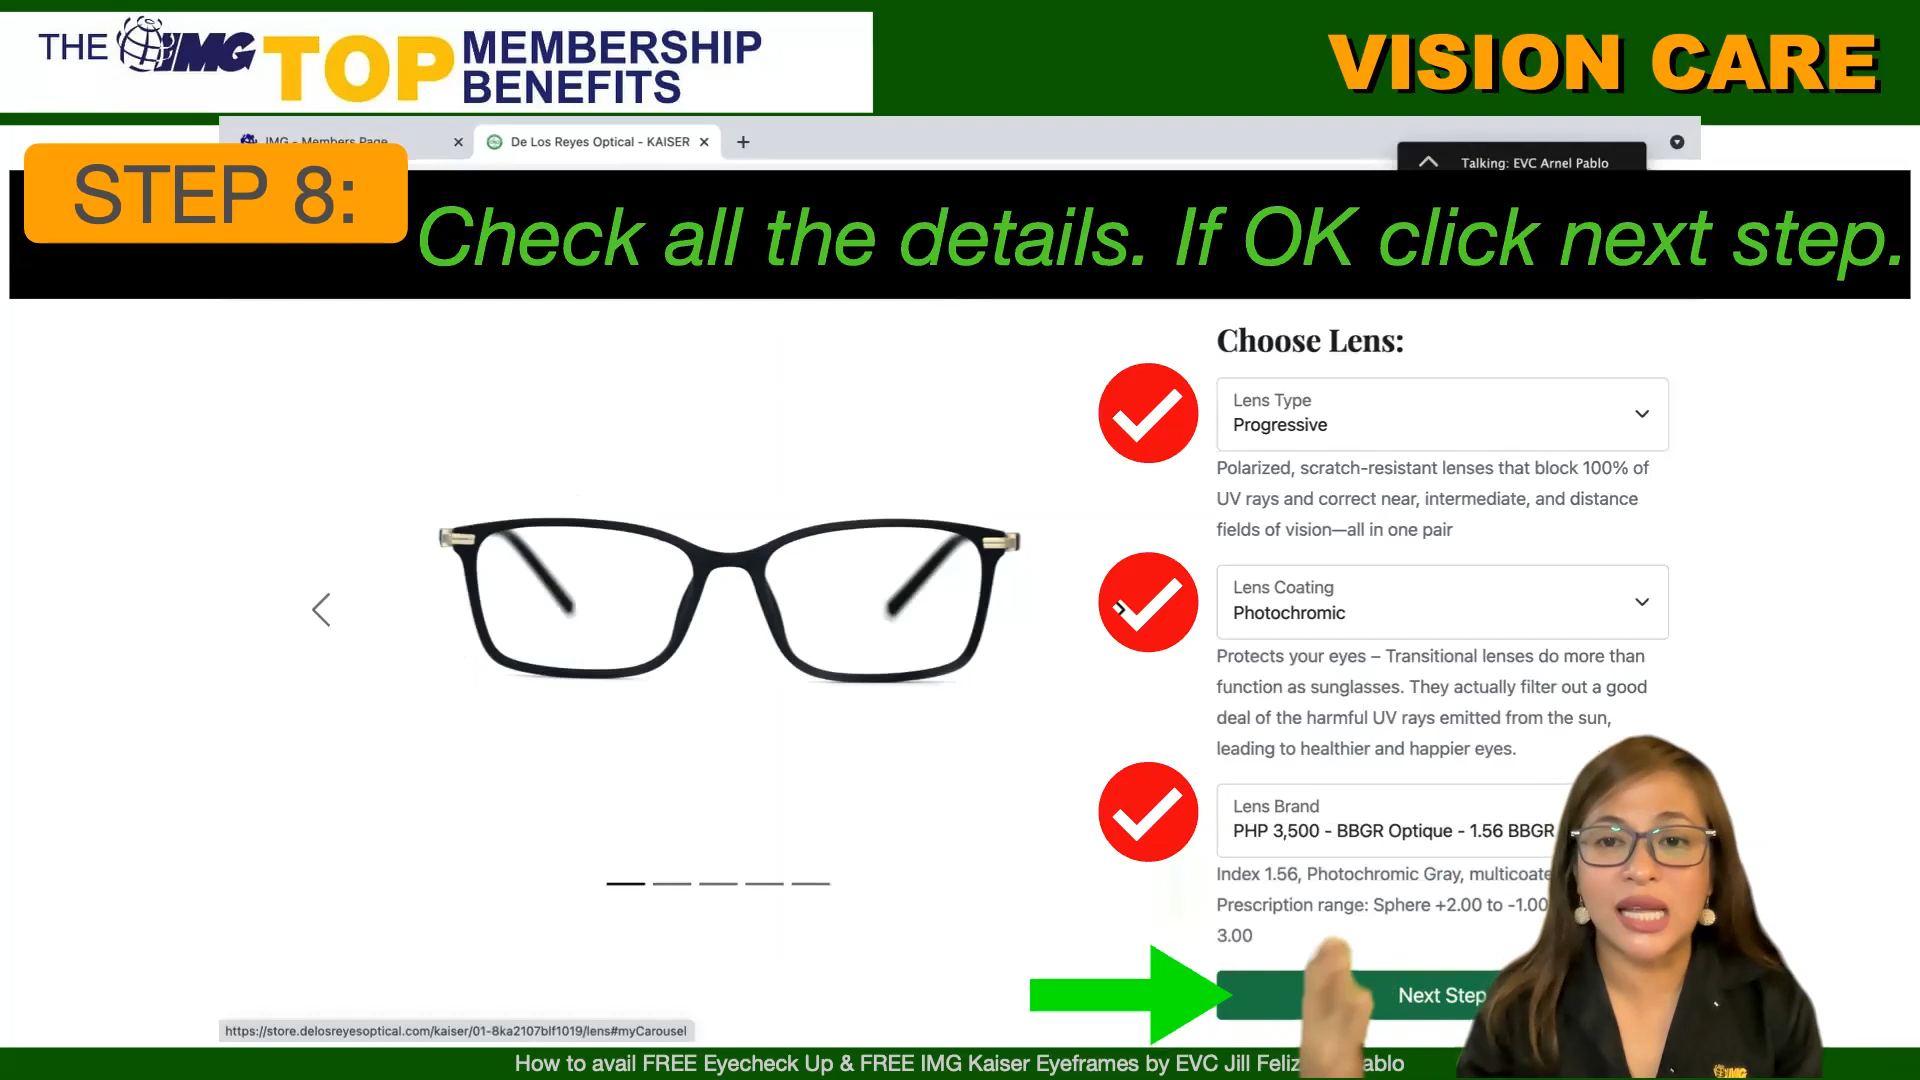 THE IMG TOP MEMBERSHIP BENEFITS
VISION CARE
IMG - Members Page
De Los Reyes Optical - KAISER
Talking: EVC Arnel Pablo
STEP 8:
Check all the details. If OK click next step.
Choose Lens:
Lens Type
Progressive
Polarized, scratch-resistant lenses that block 100% of
UV rays and correct near, intermediate, and distance
fields of vision—all in one pair
Lens Coating
Photochromic
Protects your eyes – Transitional lenses do more than
function as sunglasses. They actually filter out a good
deal of the harmful UV rays emitted from the sun,
leading to healthier and happier eyes.
Lens Brand
PHP 3,500 - BBGR Optique - 1.56 BBGR
Index 1.56, Photochromic Gray,
Prescription range: Sphere +2.00 to -1.00
3.00
Next Step
https://store.delosreyesoptical.com/kaiser/01-8ka2107blf1019/lens#myCarousel
How to avail FREE Eyecheck Up & FREE IMG Kaiser Eyeframes by EVC Jill
IMG